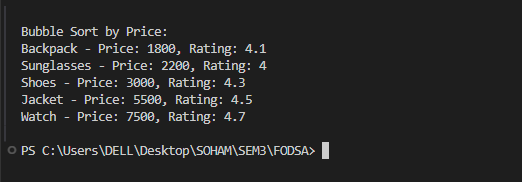 Bubble Sort by Price:
Backpack - Price: 1800, Rating: 4.1
Sunglasses - Price: 2200, Rating: 4
Shoes - Price: 3000, Rating: 4.3
Jacket - Price: 5500, Rating: 4.5
Watch - Price: 7500, Rating: 4.7
PS C:\Users\DELL\Desktop\SOHAM\SEM3\FODSA>